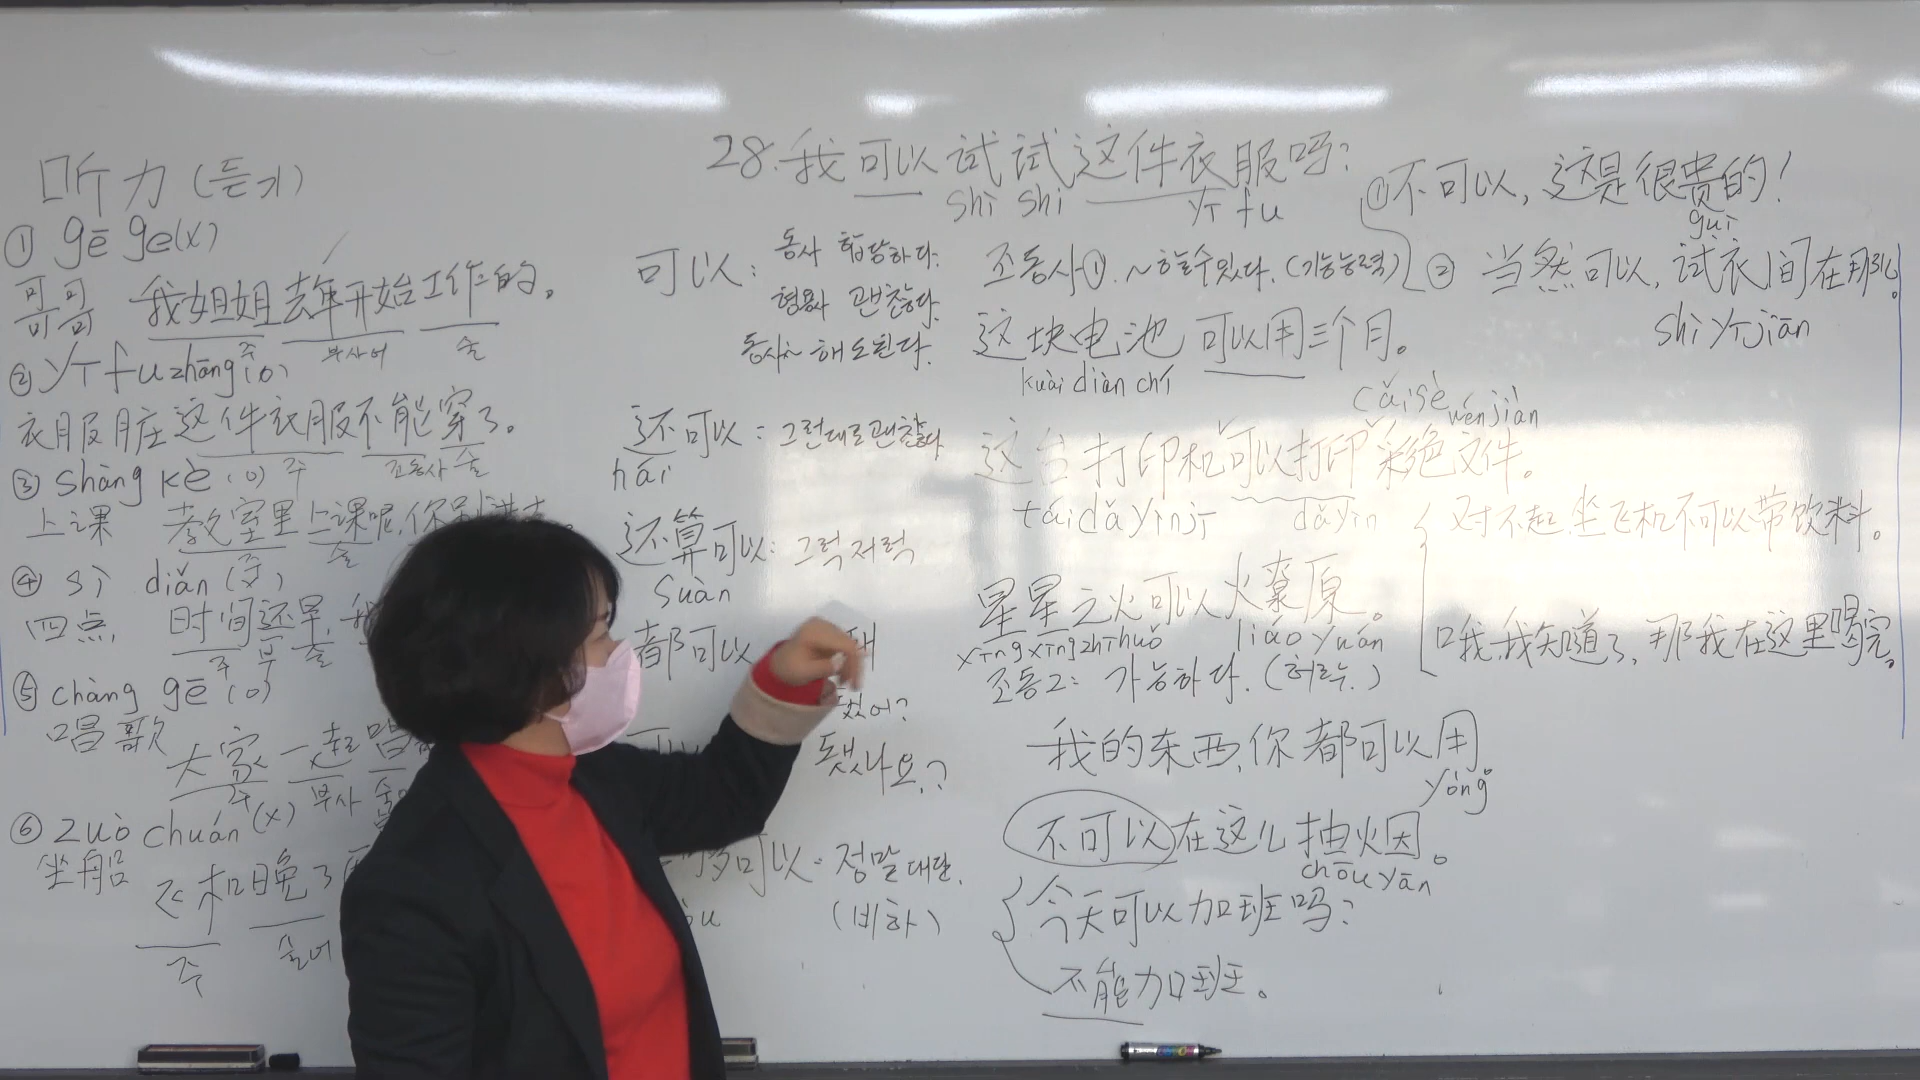 听力(듣기)
① gē ge(x)
可可 我姐姐去年开始工作的。
哥哥
주 부사어 술
② yī fu zhāng(o)
衣服脏 这件衣服不能穿了。
주 조동사 술
③ shàng kè (o)
上课 教室里上课呢,你别进去。
주 술
④ sì diǎn (x)
四点 时间还早,我
주 부 술
⑤ chàng gē (o)
唱歌
大家一起唱
주 부사 술
⑥ zuò chuán (x)
坐船 飞机晚了
주 술어
28. 我可以试试这件衣服吗?
shì shi yī fu
可以: 동사 합당하다.
형용사 괜찮다.
동사 해도된다.
还可以: 그런대로괜찮다
hái
还算可以: 그럭저럭
suàn
都可以
했어?
됐나요?
够可以: 정말 대단.
(비하)
조동사①. ~할수있다. (기능능력)
这块电池可以用三个月。
kuài diàn chí
cǎisè wénjiàn
这台打印机可以打印彩色文件。
tái dǎ yìn jī dǎyìn
星星之火可以燎原。
xīng xīng zhī huǒ liáo yuán
조동2: 가능하다. (허락.)
我的东西,你都可以用。
yòng
不可以在这儿抽烟。
chōu yān
今天可以加班吗?
不能加班。
①不可以,这是很贵的!
guì
② 当然可以,试衣间在那儿。
shì yī jiān
对不起,坐飞机不可以带饮料。
哦,我知道了,那我在这里喝完。